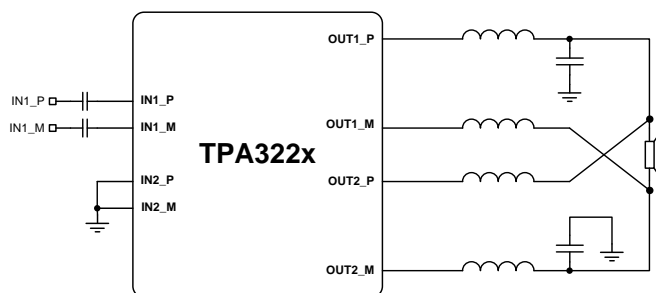 OUT1_P
IN1_P
IN1_P
IN1_M
IN1_M
OUT1_M
TPA322x
IN2_P
OUT2_P
IN2_M
OUT2_M